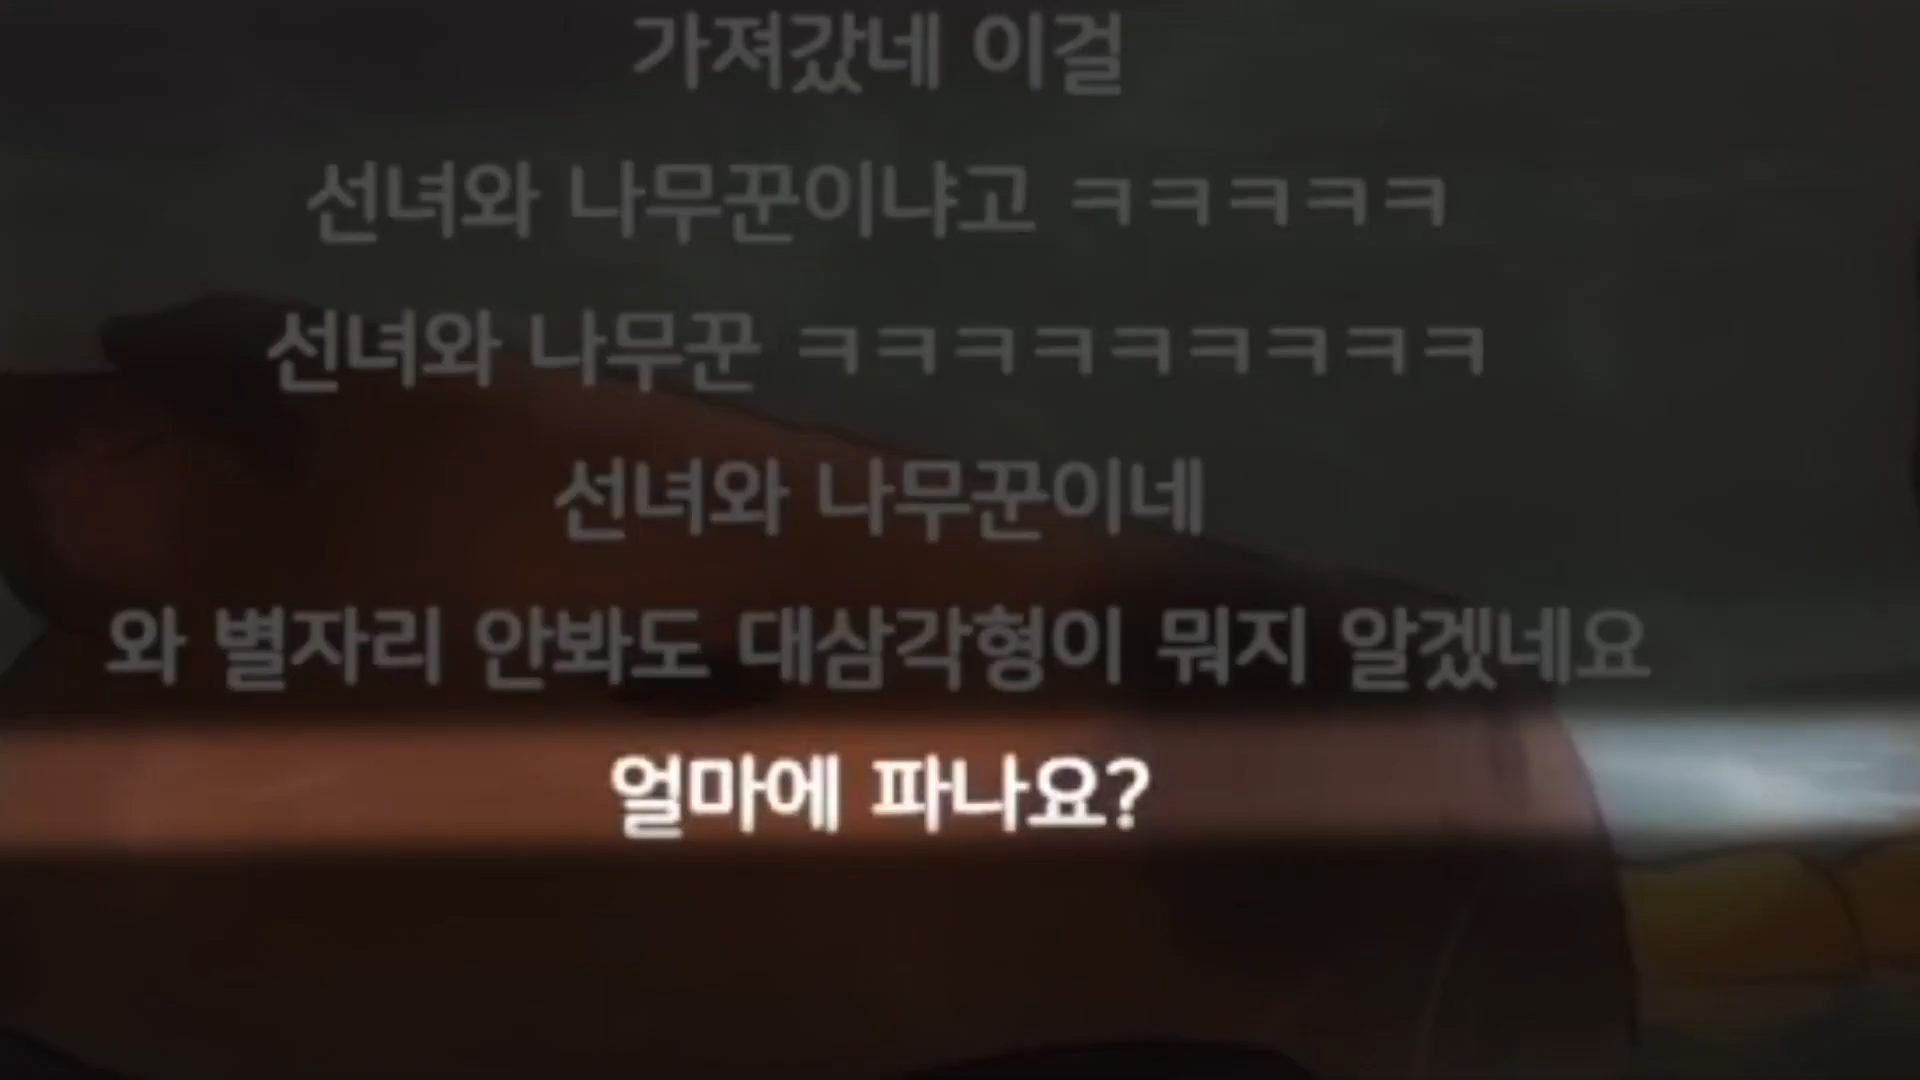 가져갔네 이걸
선녀와 나무꾼이냐고 ㅋㅋㅋㅋㅋ
선녀와 나무꾼 ㅋㅋㅋㅋㅋㅋㅋㅋㅋ
선녀와 나무꾼이네
와 별자리 안봐도 대삼각형이 뭐지 알겠네요
얼마에 파나요?